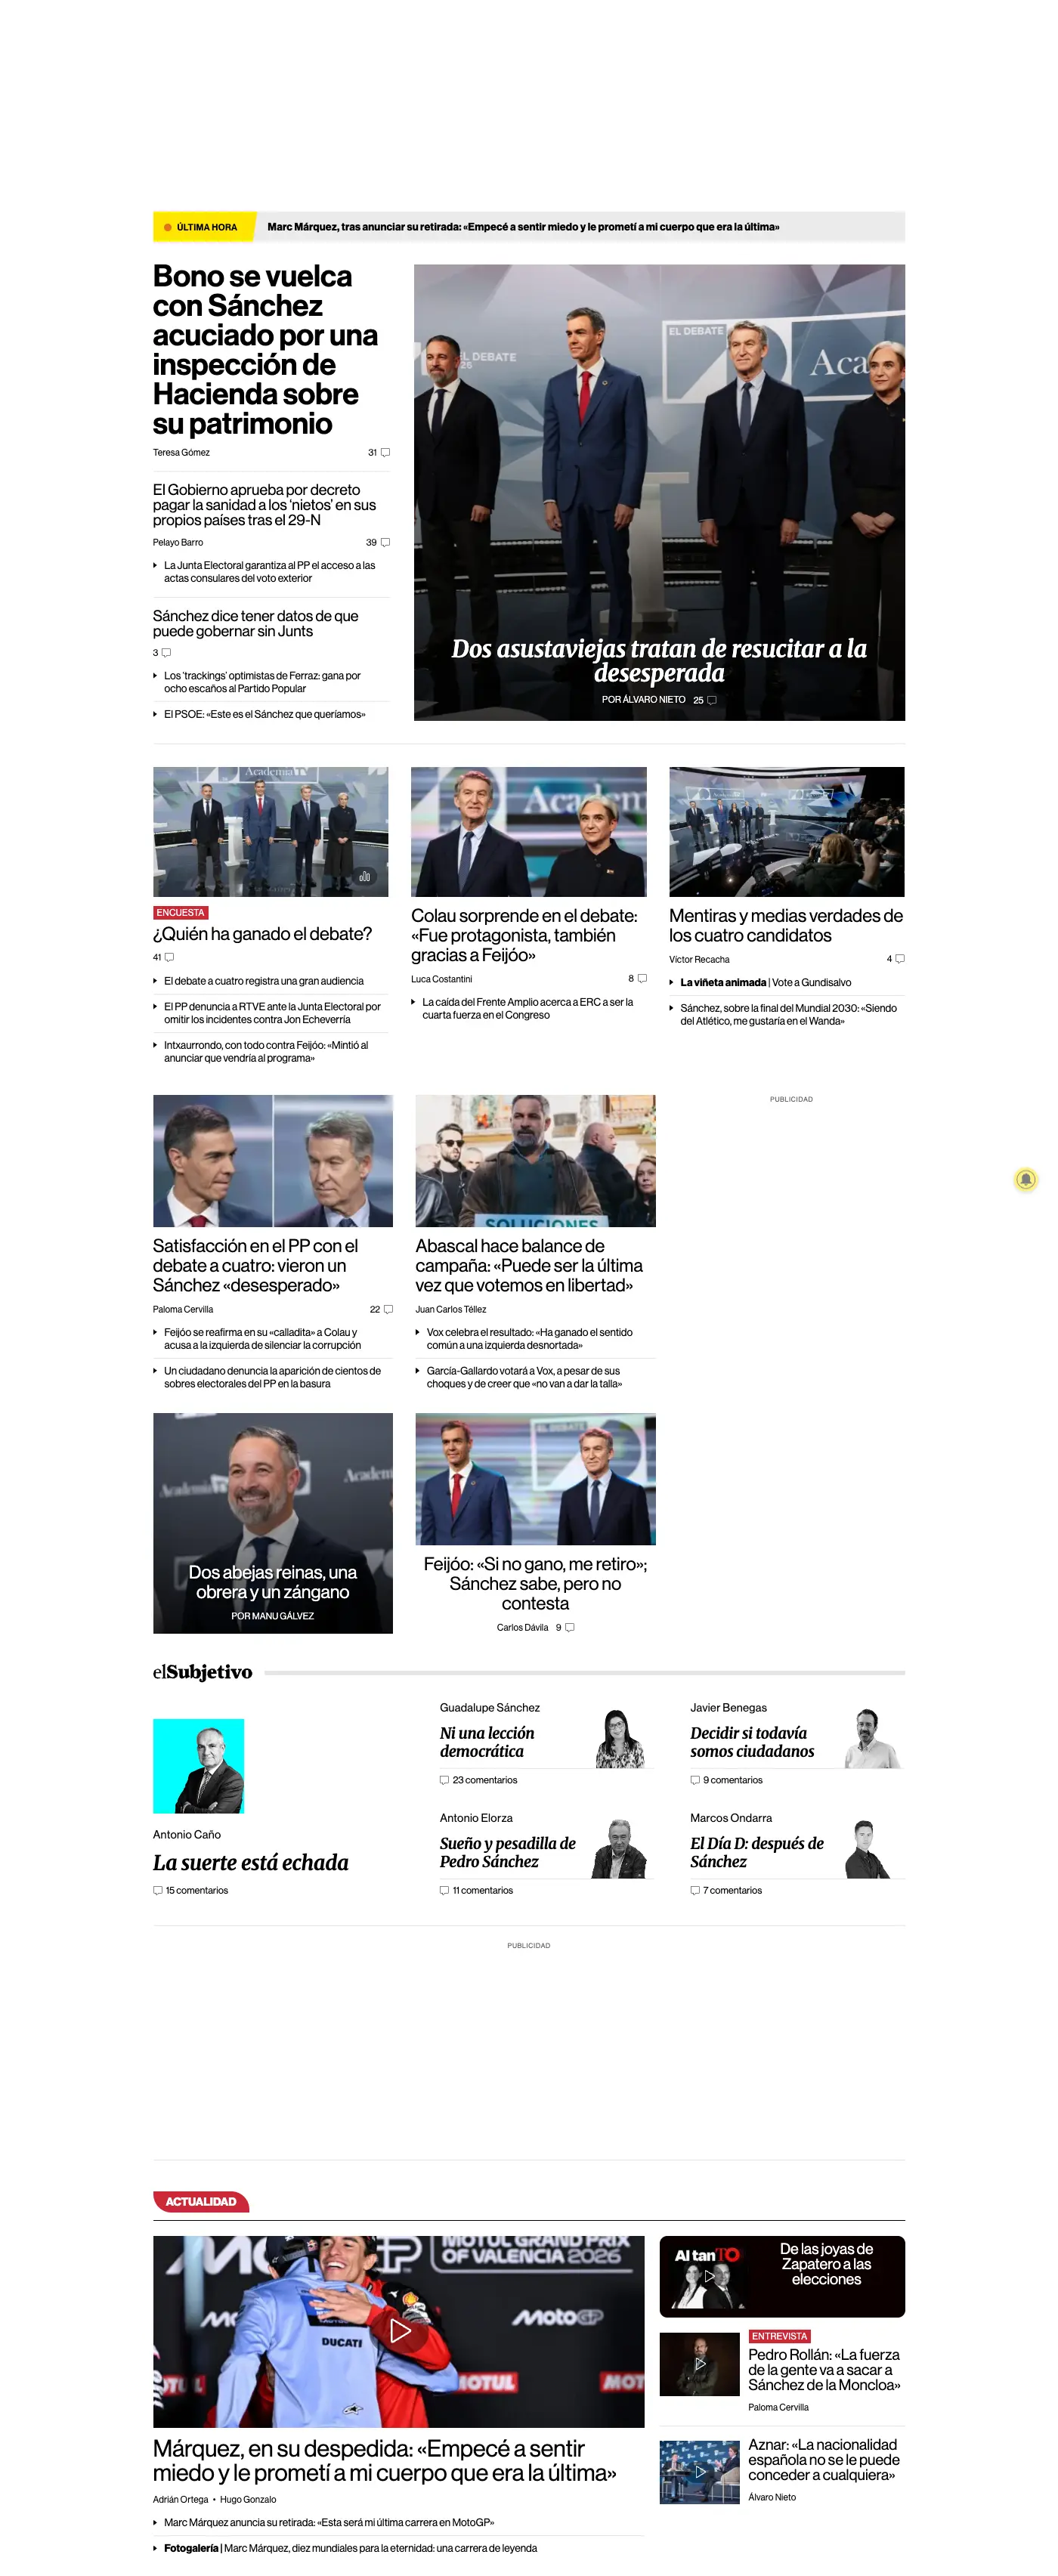 ÚLTIMA HORA
Marc Márquez, tras anunciar su retirada: «Empecé a sentir miedo y le prometí a mi cuerpo que era la última»
Bono se vuelca
con Sánchez
acuciado por una
inspección de
Hacienda sobre
su patrimonio
Teresa Gómez
31
El Gobierno aprueba por decreto
pagar la sanidad a los 'nietos' en sus
propios países tras el 29-N
Pelayo Barro
39
La Junta Electoral garantiza al PP el acceso a las
actas consulares del voto exterior
Sánchez dice tener datos de que
puede gobernar sin Junts
3
Los 'trackings' optimistas de Ferraz: gana por
ocho escaños al Partido Popular
El PSOE: «Este es el Sánchez que queríamos»
EL DEBATE
26
EL DEBATE
Aca
Dos asustaviejas tratan de resucitar a la
desesperada
POR ÁLVARO NIETO
25
Academia
ENCUESTA
¿Quién ha ganado el debate?
41
El debate a cuatro registra una gran audiencia
El PP denuncia a RTVE ante la Junta Electoral por
omitir los incidentes contra Jon Echeverría
Intxaurrondo, con todo contra Feijóo: «Mintió al
anunciar que vendría al programa»
Academ
Colau sorprende en el debate:
«Fue protagonista, también
gracias a Feijóo»
Luca Costantini
8
La caída del Frente Amplio acerca a ERC a ser la
cuarta fuerza en el Congreso
Mentiras y medias verdades de
los cuatro candidatos
Víctor Recacha
4
La viñeta animada | Vote a Gundisalvo
Sánchez, sobre la final del Mundial 2030: «Siendo
del Atlético, me gustaría en el Wanda»
Satisfacción en el PP con el
debate a cuatro: vieron un
Sánchez «desesperado»
Paloma Cervilla
22
Feijóo se reafirma en su «calladita» a Colau y
acusa a la izquierda de silenciar la corrupción
Un ciudadano denuncia la aparición de cientos de
sobres electorales del PP en la basura
SOLUCIONES
Abascal hace balance de
campaña: «Puede ser la última
vez que votemos en libertad»
Juan Carlos Téllez
Vox celebra el resultado: «Ha ganado el sentido
común a una izquierda desnortada»
García-Gallardo votará a Vox, a pesar de sus
choques y de creer que «no van a dar la talla»
PUBLICIDAD
Academ
Academi
Dos abejas reinas, una
obrera y un zángano
POR MANU GÁLVEZ
EL DEBATE
Feijóo: «Si no gano, me retiro»;
Sánchez sabe, pero no
contesta
Carlos Dávila
9
elSubjetivo
Antonio Caño
La suerte está echada
15 comentarios
Guadalupe Sánchez
Ni una lección
democrática
23 comentarios
Javier Benegas
Decidir si todavía
somos ciudadanos
9 comentarios
Antonio Elorza
Sueño y pesadilla de
Pedro Sánchez
11 comentarios
Marcos Ondarra
El Día D: después de
Sánchez
7 comentarios
PUBLICIDAD
ACTUALIDAD
MOTUL GRAND PRIX
OF VALENCIA 2026
MotoGP
DUCATI
MOTUL
MOT
Márquez, en su despedida: «Empecé a sentir
miedo y le prometí a mi cuerpo que era la última»
Adrián Ortega • Hugo Gonzalo
Marc Márquez anuncia su retirada: «Esta será mi última carrera en MotoGP»
Fotogalería | Marc Márquez, diez mundiales para la eternidad: una carrera de leyenda
Al tanTO
De las joyas de
Zapatero a las
elecciones
ENTREVISTA
Pedro Rollán: «La fuerza
de la gente va a sacar a
Sánchez de la Moncloa»
Paloma Cervilla
Aznar: «La nacionalidad
española no se le puede
conceder a cualquiera»
Álvaro Nieto